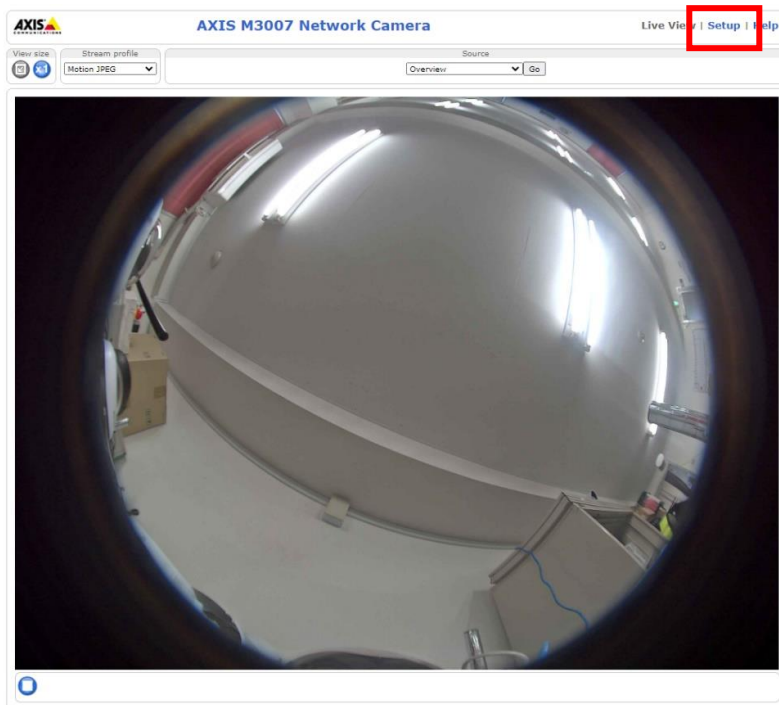 AXIS
COMMUNICATIONS
AXIS M3007 Network Camera
Live View | Setup | Help
View size
Stream profile
Source
x1
Motion JPEG
Overview
Go